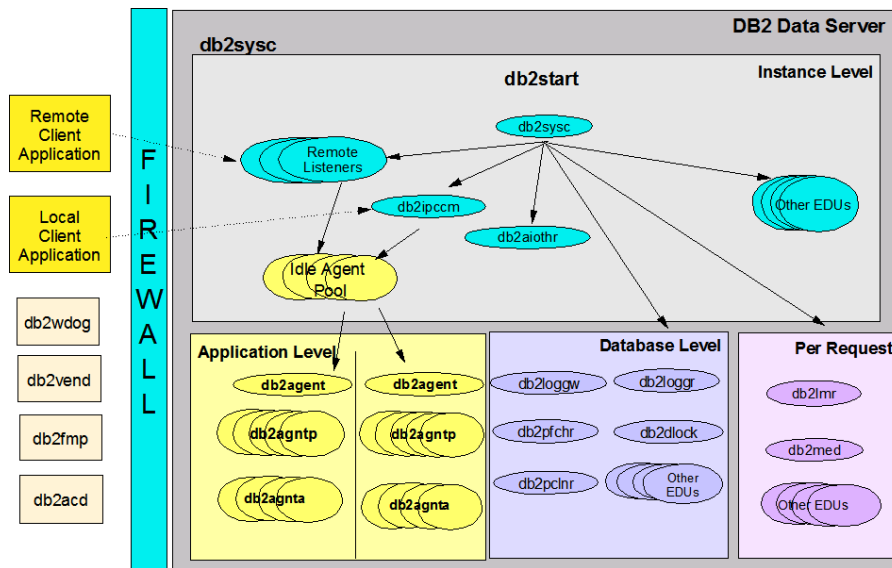 DB2 Data Server
db2sysc
Instance Level
db2start
db2sysc
Remote
Client
Application
Local
Client
Application
FIREWALL
Remote
Listeners
db2ipccm
db2aiothr
Other EDUs
Idle Agent
Pool
db2wdog
db2vend
db2fmp
db2acd
Application Level
db2agent
db2agntp
db2agnta
db2agent
db2agntp
db2agnta
Database Level
db2loggw
db2loggr
db2pfchr
db2dlock
db2pclnr
Other
EDUs
Per Request
db2lmr
db2med
Other EDUs